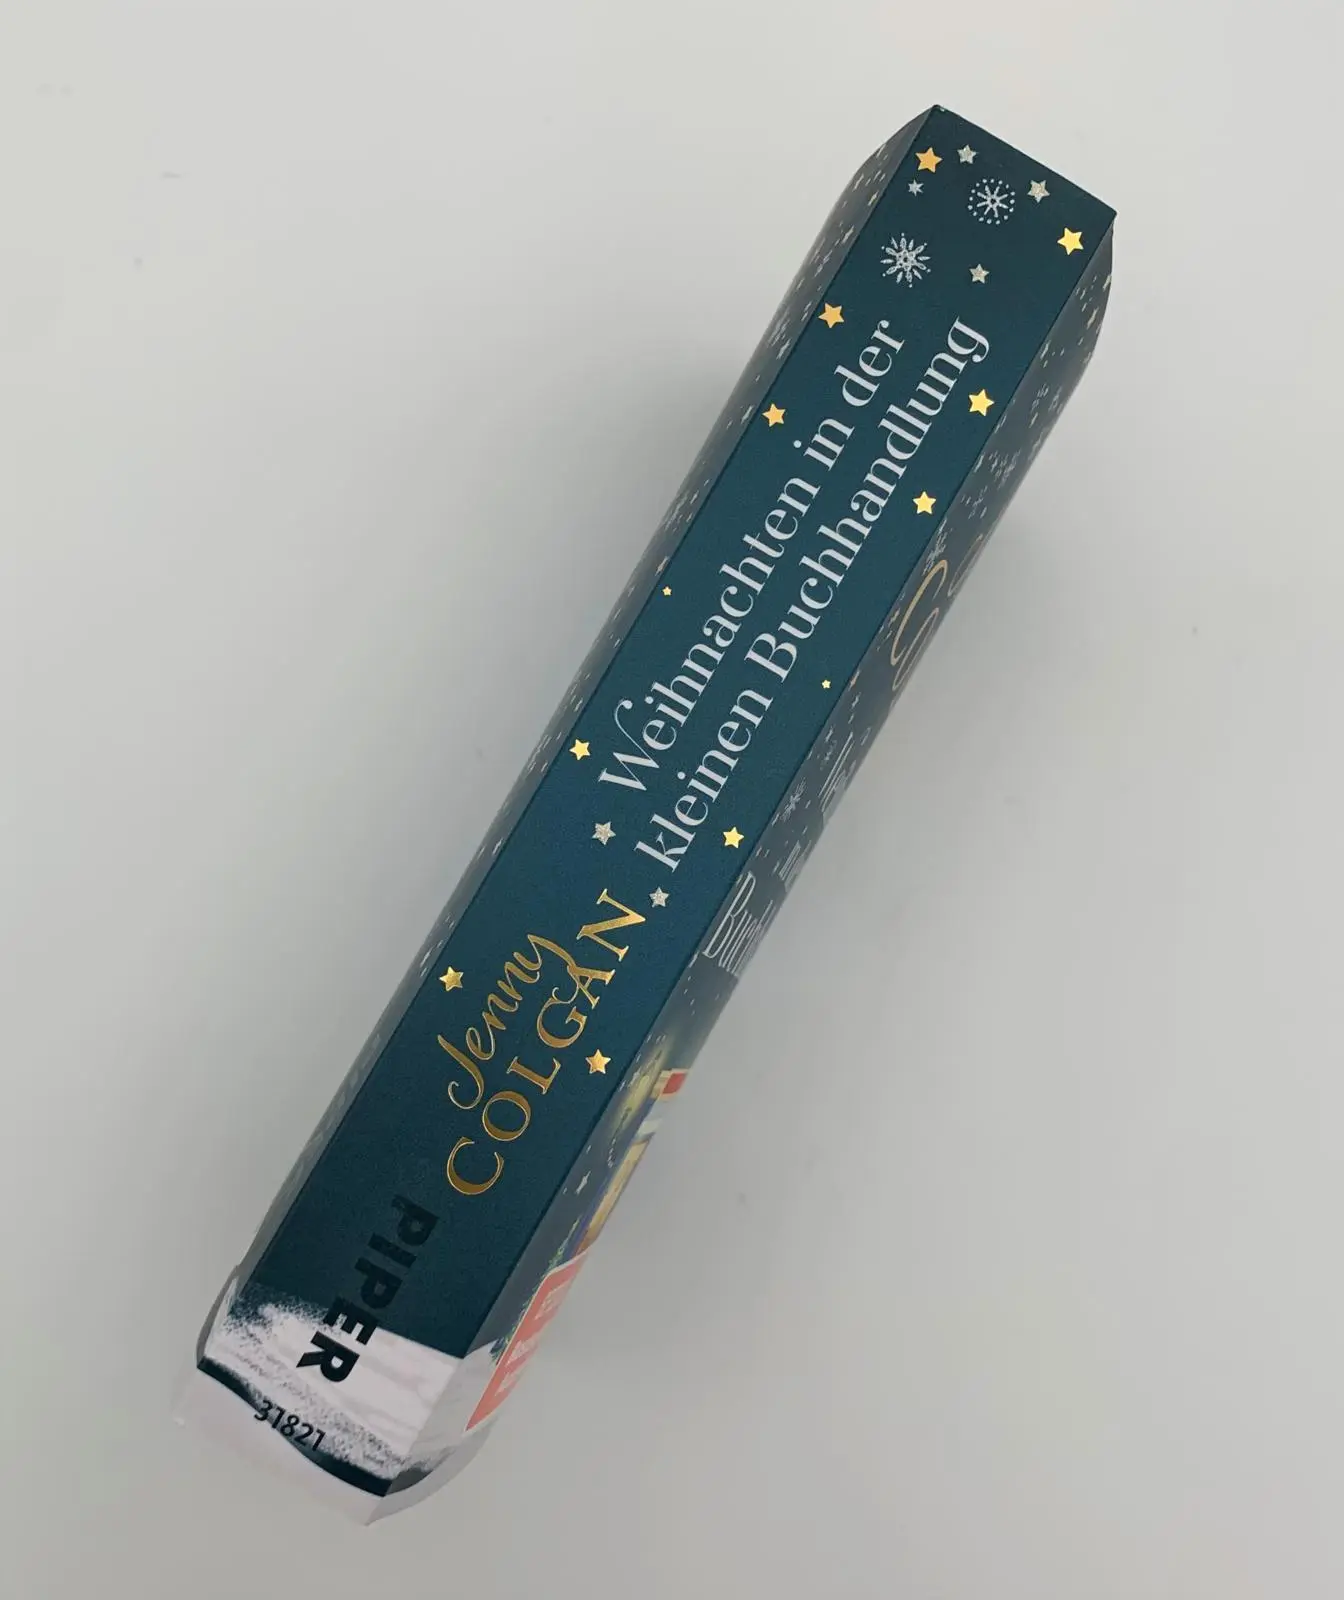 Weihnachten in der
kleinen Buchhandlung
Jenny
COLGAN
PIPER
31821